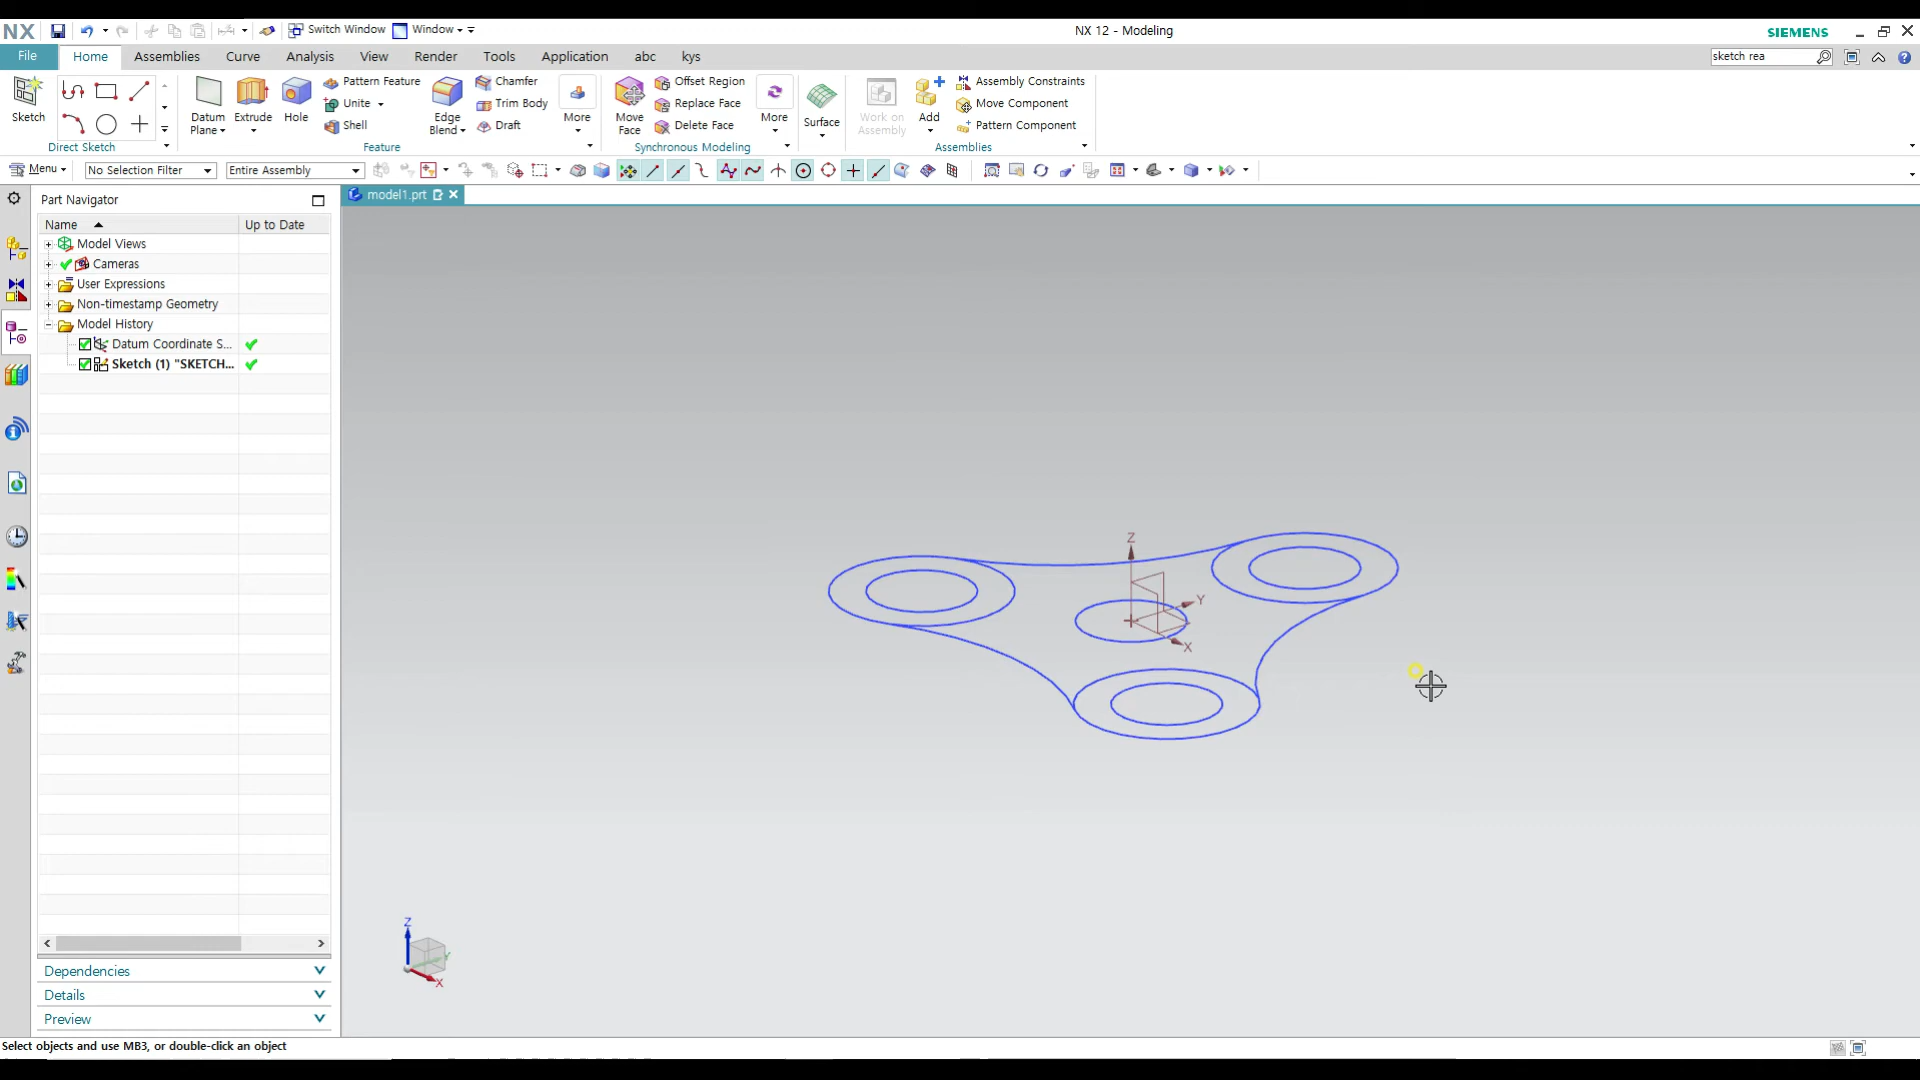 NX
Switch Window
Window
NX 12 - Modeling
SIEMENS
File
Home
Assemblies
Curve
Analysis
View
Render
Tools
Application
abc
kys
sketch rea
Sketch
Direct Sketch
Datum
Plane
Extrude
Hole
Pattern Feature
Unite
Shell
Edge
Blend
Chamfer
Trim Body
Draft
More
Feature
Move
Face
Offset Region
Replace Face
Delete Face
More
Synchronous Modeling
Surface
Work on
Assembly
Add
Assembly Constraints
Move Component
Pattern Component
Assemblies
Menu
No Selection Filter
Entire Assembly
Part Navigator
model1.prt
Name
Up to Date
Model Views
Cameras
User Expressions
Non-timestamp Geometry
Model History
Datum Coordinate S...
Sketch (1) "SKETCH...
Z
Y
X
Z
Y
X
Dependencies
Details
Preview
Select objects and use MB3, or double-click an object